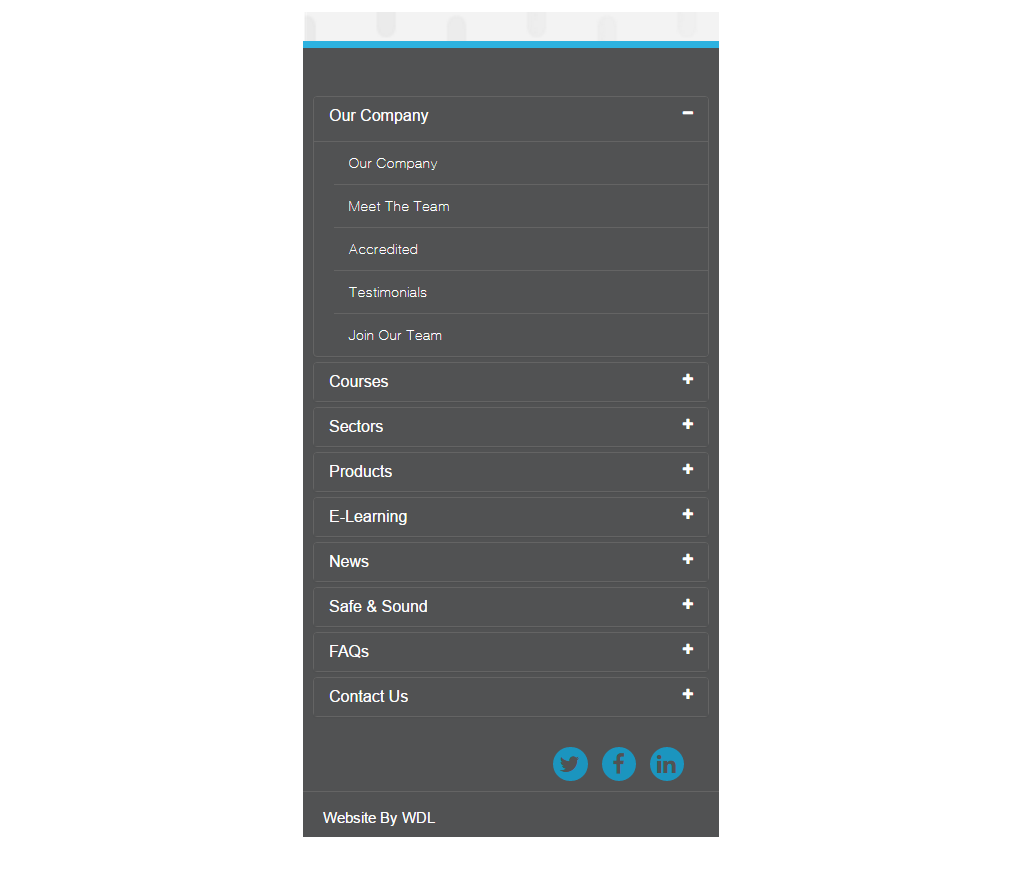 Our Company
Our Company
Meet The Team
Accredited
Testimonials
Join Our Team
Courses
Sectors
Products
E-Learning
News
Safe & Sound
FAQs
Contact Us
Website By WDL